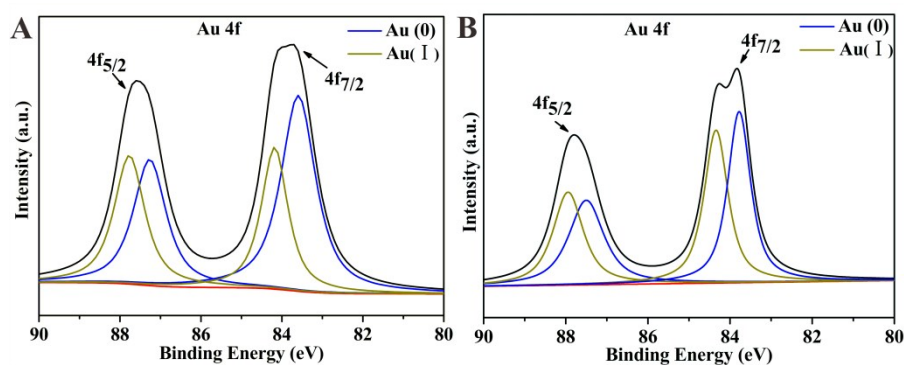 A
Au 4f
Au (0)
Au( I )
4f5/2
4f7/2
Intensity (a.u.)
90 88 86 84 82 80
Binding Energy (eV)
B
Au 4f
Au (0)
Au( I )
4f7/2
4f5/2
Intensity (a.u.)
90 88 86 84 82 80
Binding Energy (eV)